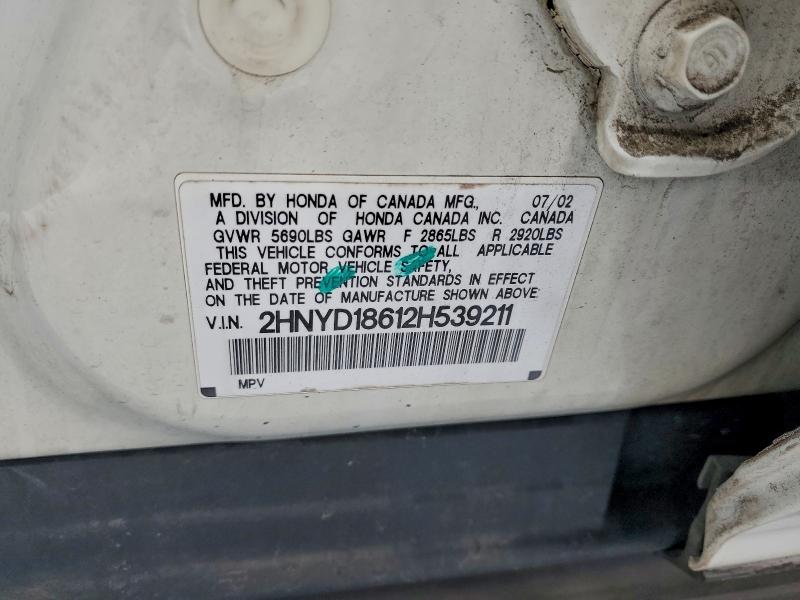 MFD. BY HONDA OF CANADA MFG., 07/02
A DIVISION OF HONDA CANADA INC. CANADA
GVWR 5690LBS GAWR F 2865LBS R 2920LBS
THIS VEHICLE CONFORMS TO ALL APPLICABLE
FEDERAL MOTOR VEHICLE SAFETY,
AND THEFT PREVENTION STANDARDS IN EFFECT
ON THE DATE OF MANUFACTURE SHOWN ABOVE
V.I.N. 2HNYD18612H539211
MPV